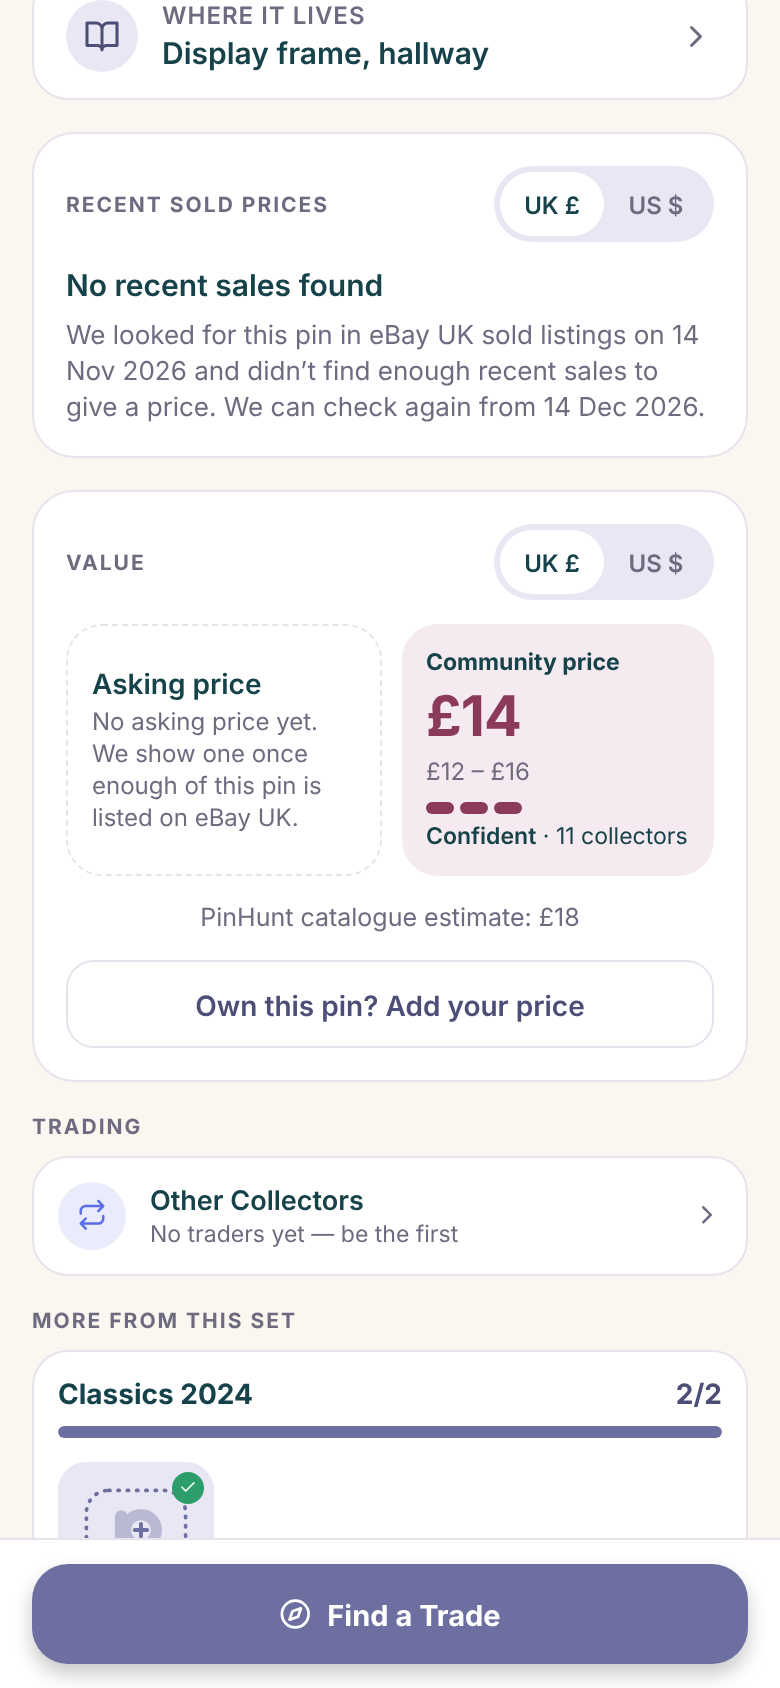 WHERE IT LIVES
Display frame, hallway
RECENT SOLD PRICES
UK £
US $
No recent sales found
We looked for this pin in eBay UK sold listings on 14
Nov 2026 and didn’t find enough recent sales to
give a price. We can check again from 14 Dec 2026.
VALUE
UK £
US $
Asking price
No asking price yet.
We show one once
enough of this pin is
listed on eBay UK.
Community price
£14
£12 – £16
Confident · 11 collectors
PinHunt catalogue estimate: £18
Own this pin? Add your price
TRADING
Other Collectors
No traders yet — be the first
MORE FROM THIS SET
Classics 2024
2/2
Find a Trade